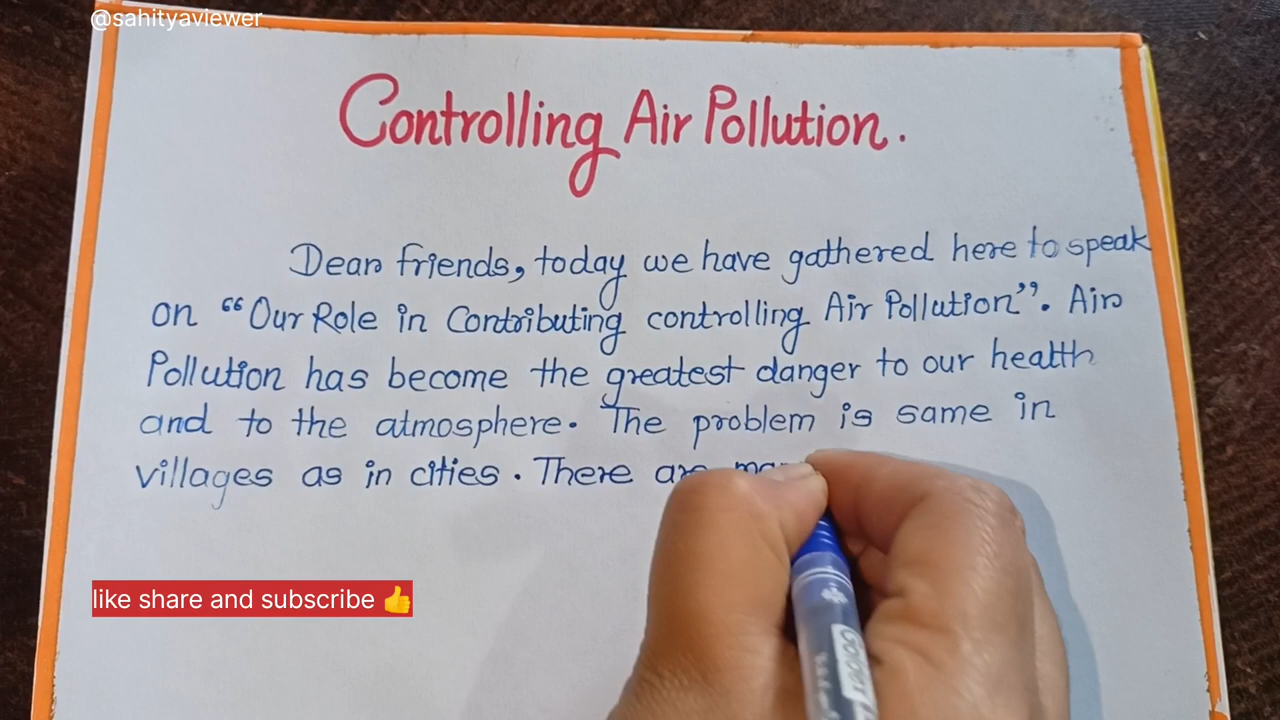 @sahityaviewer
Controlling Air Pollution.
Dear friends, today we have gathered here to speak
on "Our Role in Contributing controlling Air Pollution". Air
Pollution has become the greatest danger to our health
and to the atmosphere. The problem is same in
villages as in cities. There are
like share and subscribe 👍